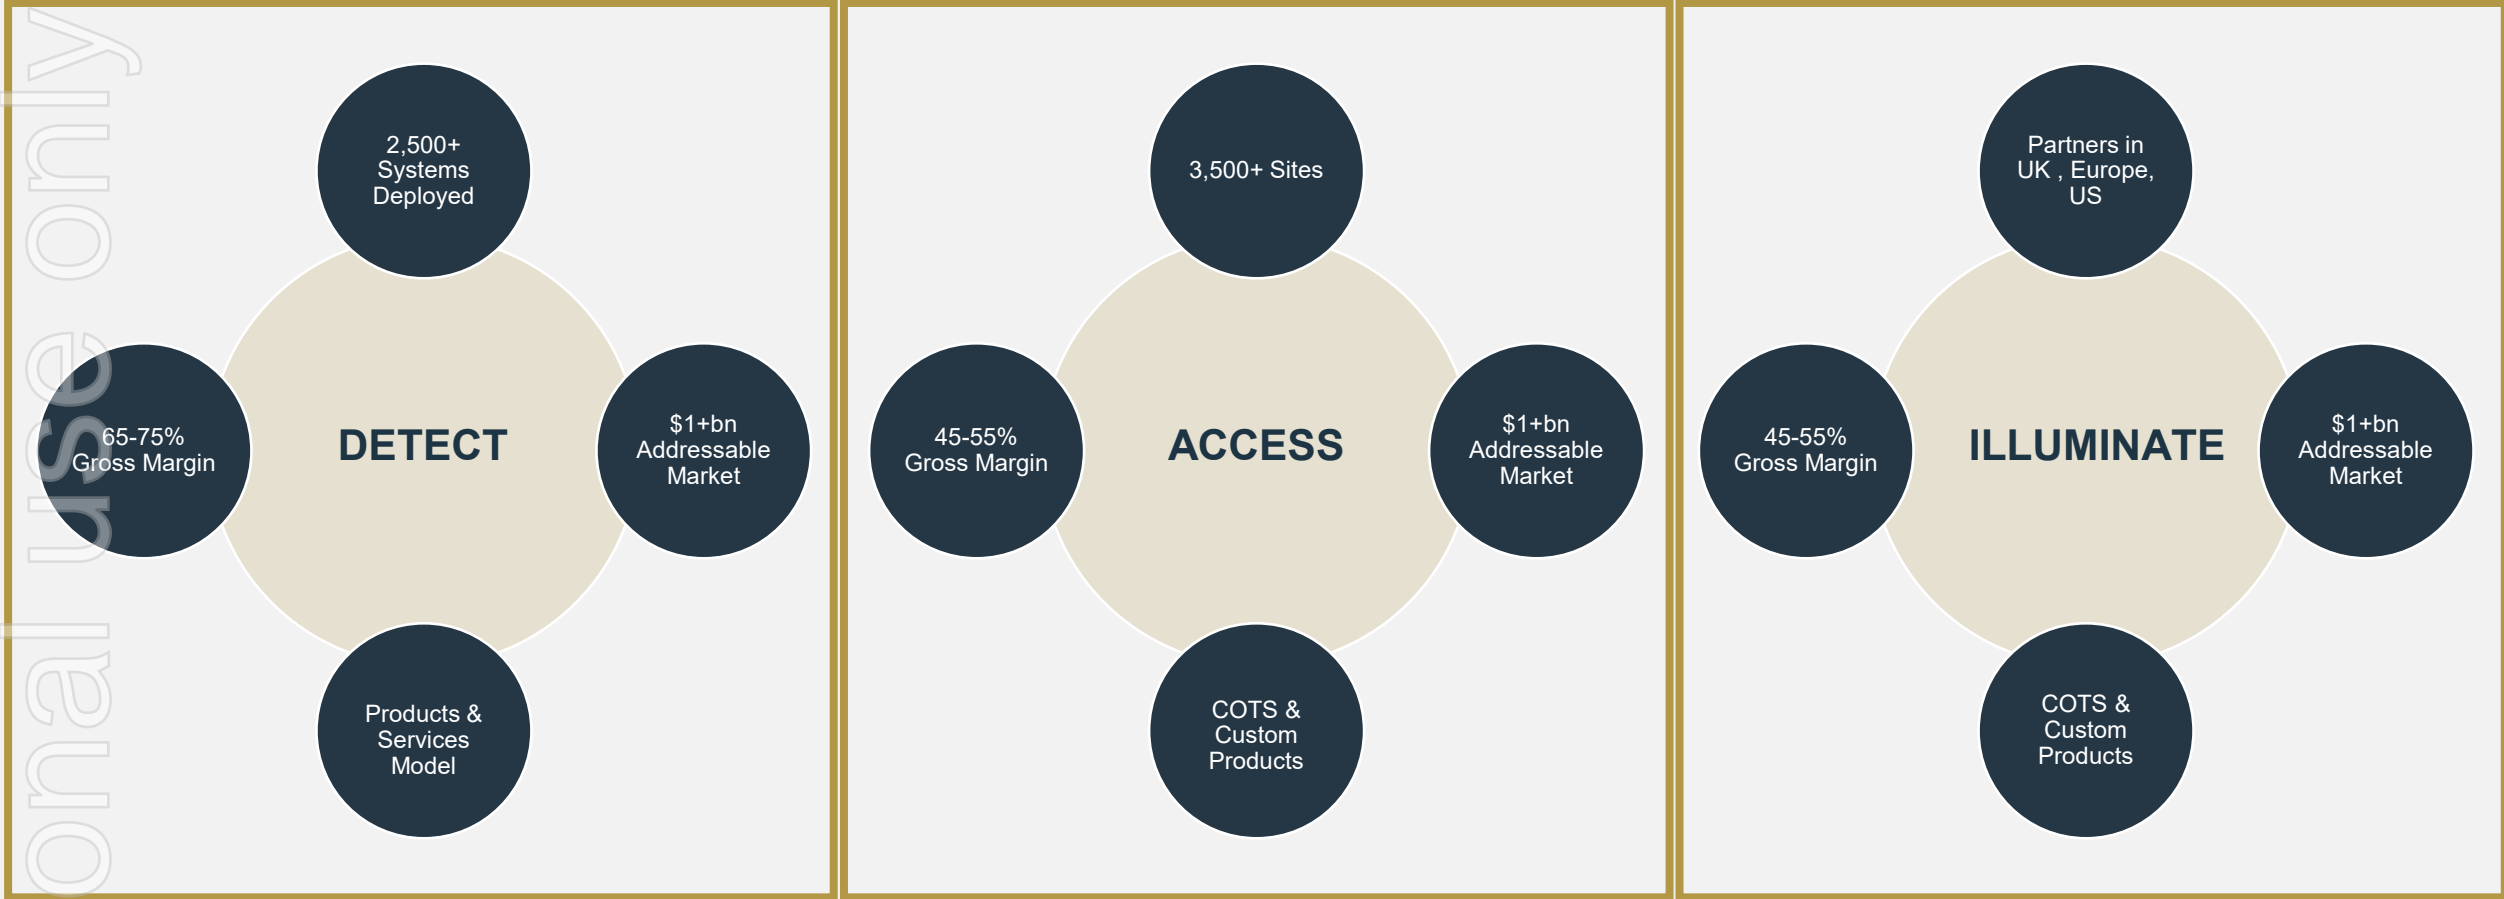 onal use only
2,500+
Systems
Deployed
65-75%
Gross Margin
DETECT
$1+bn
Addressable
Market
Products &
Services
Model
3,500+ Sites
45-55%
Gross Margin
ACCESS
$1+bn
Addressable
Market
COTS &
Custom
Products
Partners in
UK , Europe,
US
45-55%
Gross Margin
ILLUMINATE
$1+bn
Addressable
Market
COTS &
Custom
Products